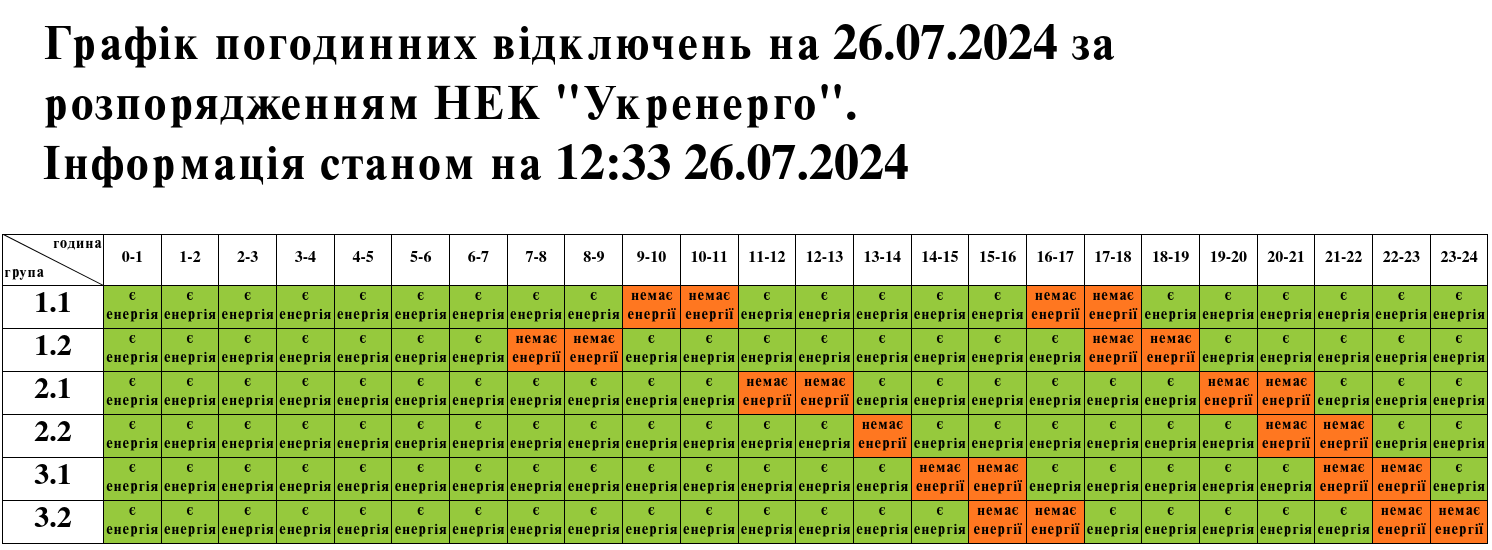 Графік погодинних відключень на 26.07.2024 за
розпорядженням НЕК "Укренерго".
Інформація станом на 12:33 26.07.2024
година
група
0-1 1-2 2-3 3-4 4-5 5-6 6-7 7-8 8-9 9-10 10-11 11-12 12-13 13-14 14-15 15-16 16-17 17-18 18-19 19-20 20-21 21-22 22-23 23-24
1.1 є енергія є енергія є енергія є енергія є енергія є енергія є енергія є енергія є енергія немає енергії немає енергії є енергія є енергія є енергія є енергія є енергія немає енергії немає енергії є енергія є енергія є енергія є енергія є енергія є енергія
1.2 є енергія є енергія є енергія є енергія є енергія є енергія є енергія немає енергії немає енергії є енергія є енергія є енергія є енергія є енергія є енергія є енергія є енергія немає енергії немає енергії є енергія є енергія є енергія є енергія є енергія
2.1 є енергія є енергія є енергія є енергія є енергія є енергія є енергія є енергія є енергія є енергія є енергія немає енергії немає енергії є енергія є енергія є енергія є енергія є енергія є енергія немає енергії немає енергії є енергія є енергія є енергія
2.2 є енергія є енергія є енергія є енергія є енергія є енергія є енергія є енергія є енергія є енергія є енергія є енергія є енергія немає енергії є енергія є енергія є енергія є енергія є енергія є енергія немає енергії немає енергії є енергія є енергія
3.1 є енергія є енергія є енергія є енергія є енергія є енергія є енергія є енергія є енергія є енергія є енергія є енергія є енергія є енергія немає енергії немає енергії є енергія є енергія є енергія є енергія є енергія немає енергії немає енергії є енергія
3.2 є енергія є енергія є енергія є енергія є енергія є енергія є енергія є енергія є енергія є енергія є енергія є енергія є енергія є енергія є енергія немає енергії немає енергії є енергія є енергія є енергія є енергія є енергія немає енергії немає енергії